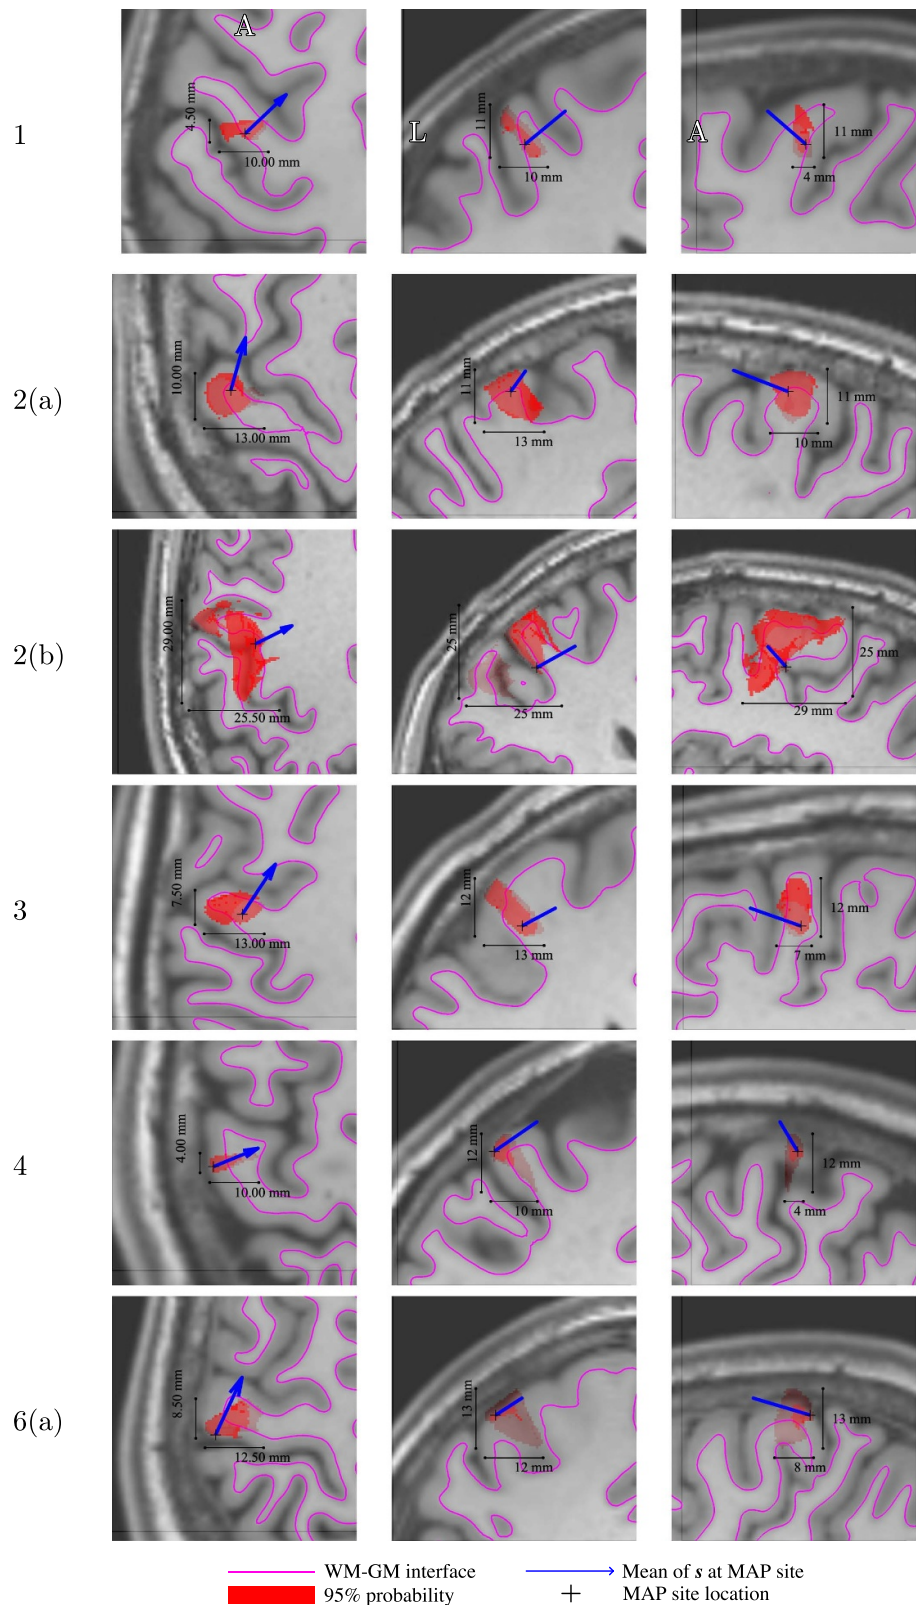 A
1
4.50 mm
10.00 mm
L
11 mm
10 mm
A
11 mm
4 mm
2(a)
10.00 mm
13.00 mm
11 mm
13 mm
11 mm
10 mm
2(b)
29.00 mm
25.50 mm
25 mm
25 mm
25 mm
29 mm
3
7.50 mm
13.00 mm
12 mm
13 mm
12 mm
7 mm
4
4.00 mm
10.00 mm
12 mm
10 mm
12 mm
4 mm
6(a)
8.50 mm
12.50 mm
13 mm
12 mm
13 mm
8 mm
WM-GM interface
Mean of s at MAP site
95% probability
MAP site location